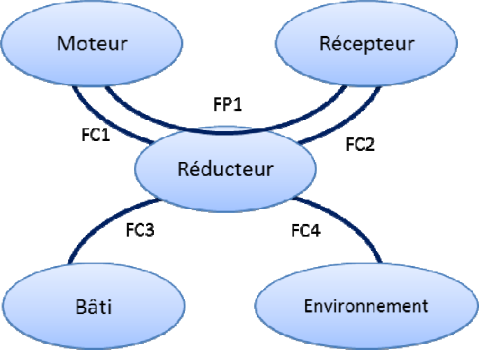 Moteur
Récepteur
FP1
FC1
FC2
Réducteur
FC3
FC4
Bâti
Environnement